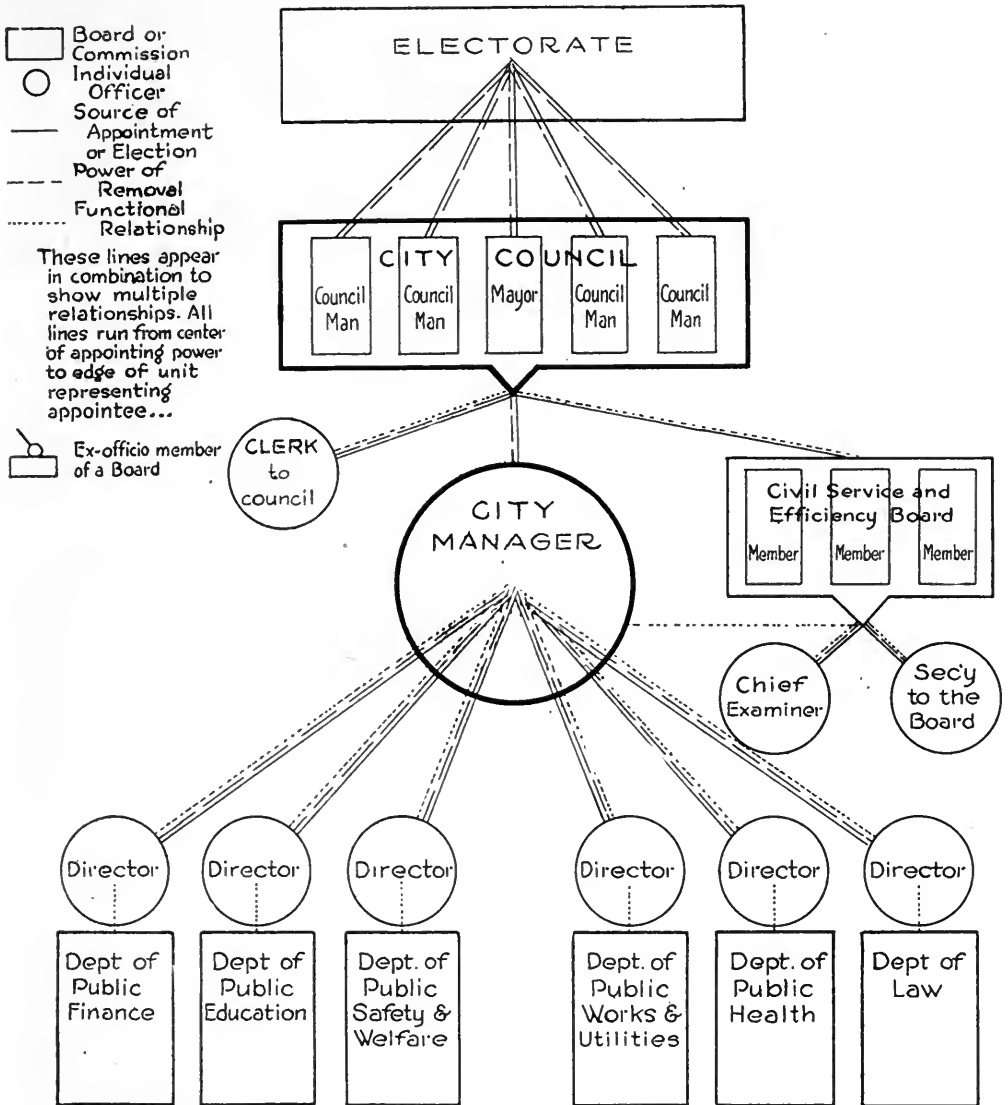 Board or
Commission
Individual
Officer
Source of
Appointment
or Election
Power of
Removal
Functional
Relationship
These lines appear
in combination to
show multiple
relationships. All
lines run from center
of appointing power
to edge of unit
representing
appointee...
Ex-officio member
of a Board
ELECTORATE
CITY COUNCIL
Council
Man
Council
Man
Mayor
Council
Man
Council
Man
CLERK
to
council
CITY
MANAGER
Civil Service and
Efficiency Board
Member
Member
Member
Chief
Examiner
Sec'y
to the
Board
Director
Director
Director
Director
Director
Director
Dept of
Public
Finance
Dept of
Public
Education
Dept. of
Public
Safety &
Welfare
Dept. of
Public
Works &
Utilities
Dept. of
Public
Health
Dept of
Law